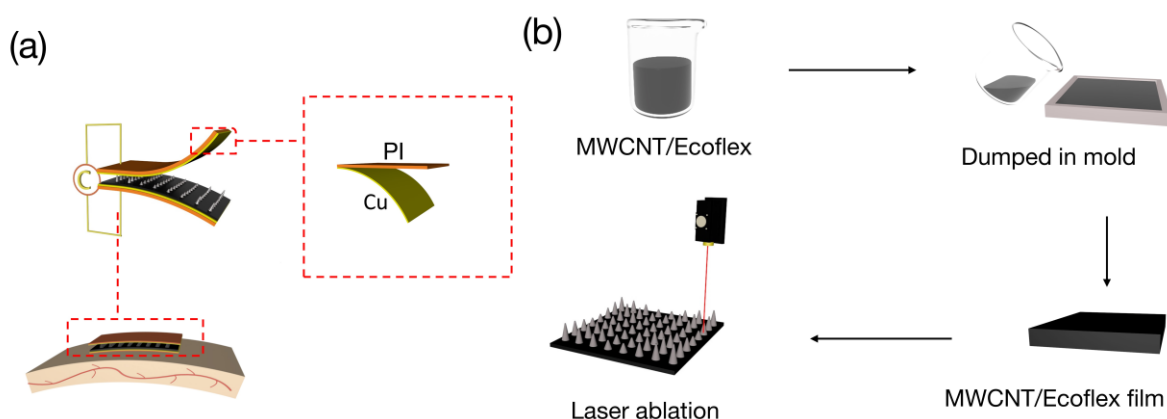 (a)
C
PI
Cu
(b)
MWCNT/Ecoflex
Dumped in mold
MWCNT/Ecoflex film
Laser ablation